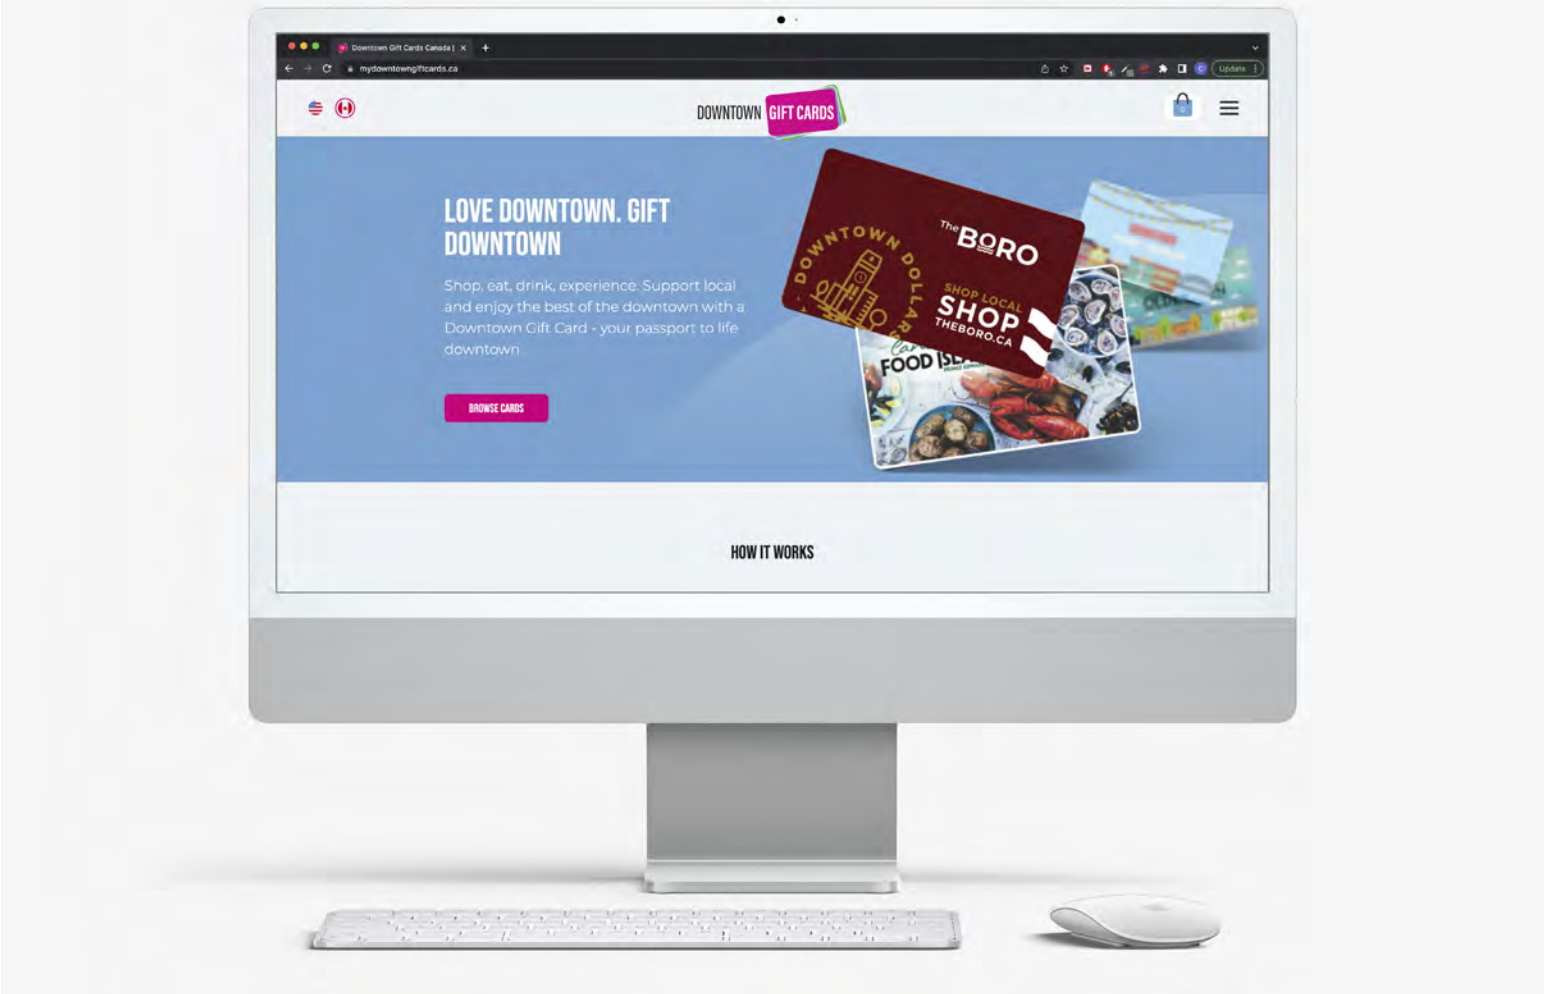 Downtown Gift Cards Canada |
mydowntowngiftcards.ca
Update
DOWNTOWN GIFT CARDS
0
LOVE DOWNTOWN. GIFT
DOWNTOWN
Shop, eat, drink, experience. Support local
and enjoy the best of the downtown with a
Downtown Gift Card - your passport to life
downtown.
BROWSE CARDS
DOWNTOWN DOLLARS
The BORO
SHOP LOCAL
SHOP
THEBORO.CA
FOOD
HOW IT WORKS